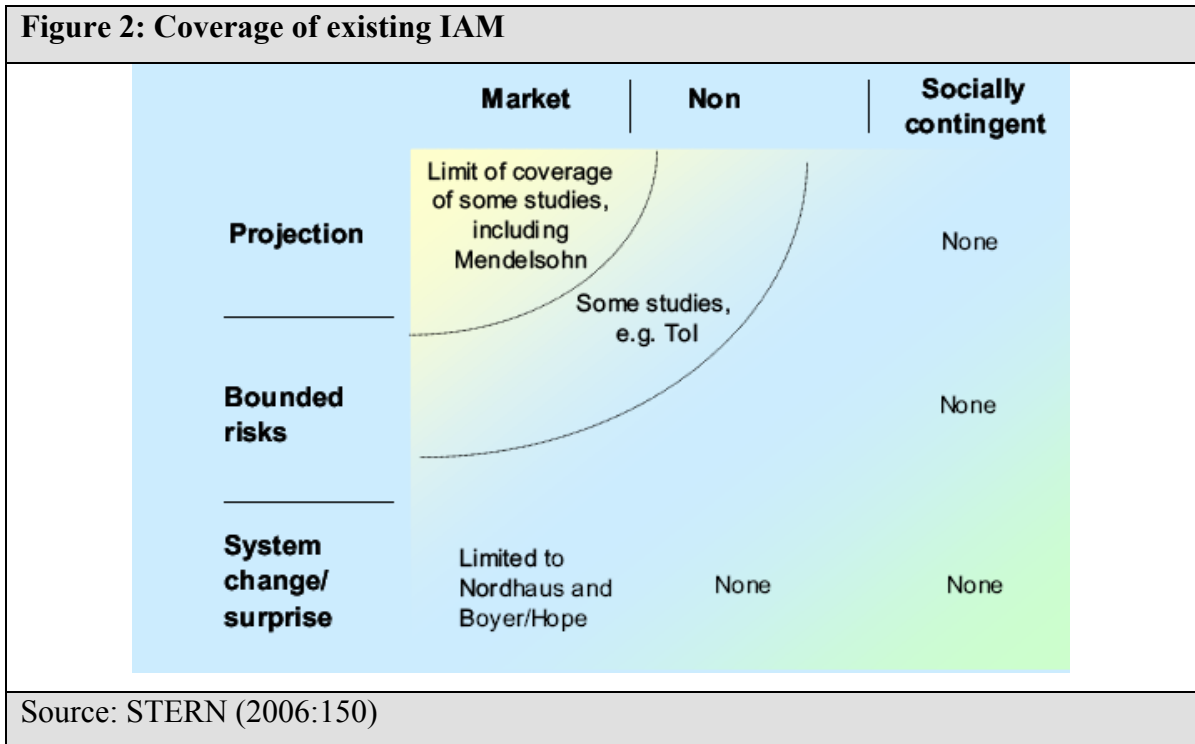 Figure 2: Coverage of existing IAM
Market
Non
Socially
contingent
Limit of coverage
of some studies,
including
Mendelsohn
Projection
None
Some studies,
e.g. Tol
Bounded
risks
None
System
change/
surprise
Limited to
Nordhaus and
Boyer/Hope
None
None
Source: STERN (2006:150)